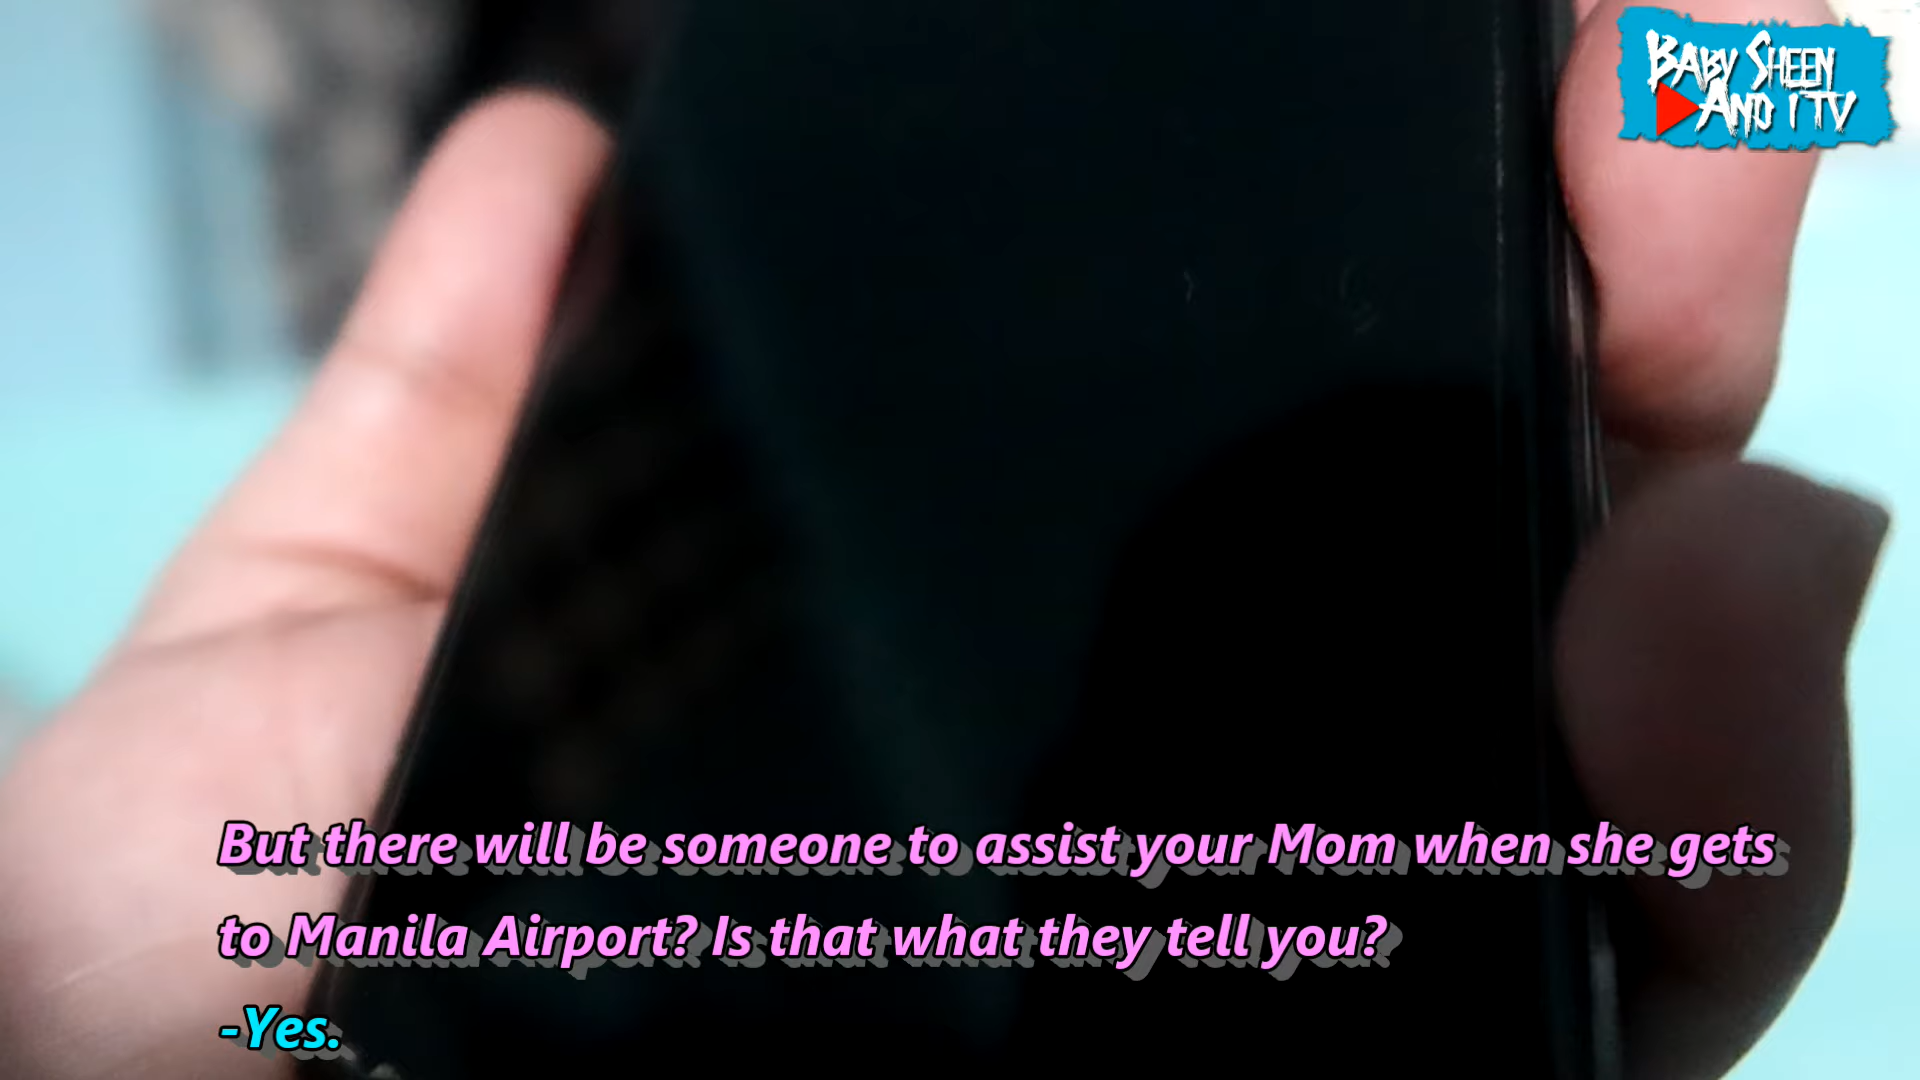 BABY SHEEN
AND I TV
But there will be someone to assist your Mom when she gets
to Manila Airport? Is that what they tell you?
-Yes.